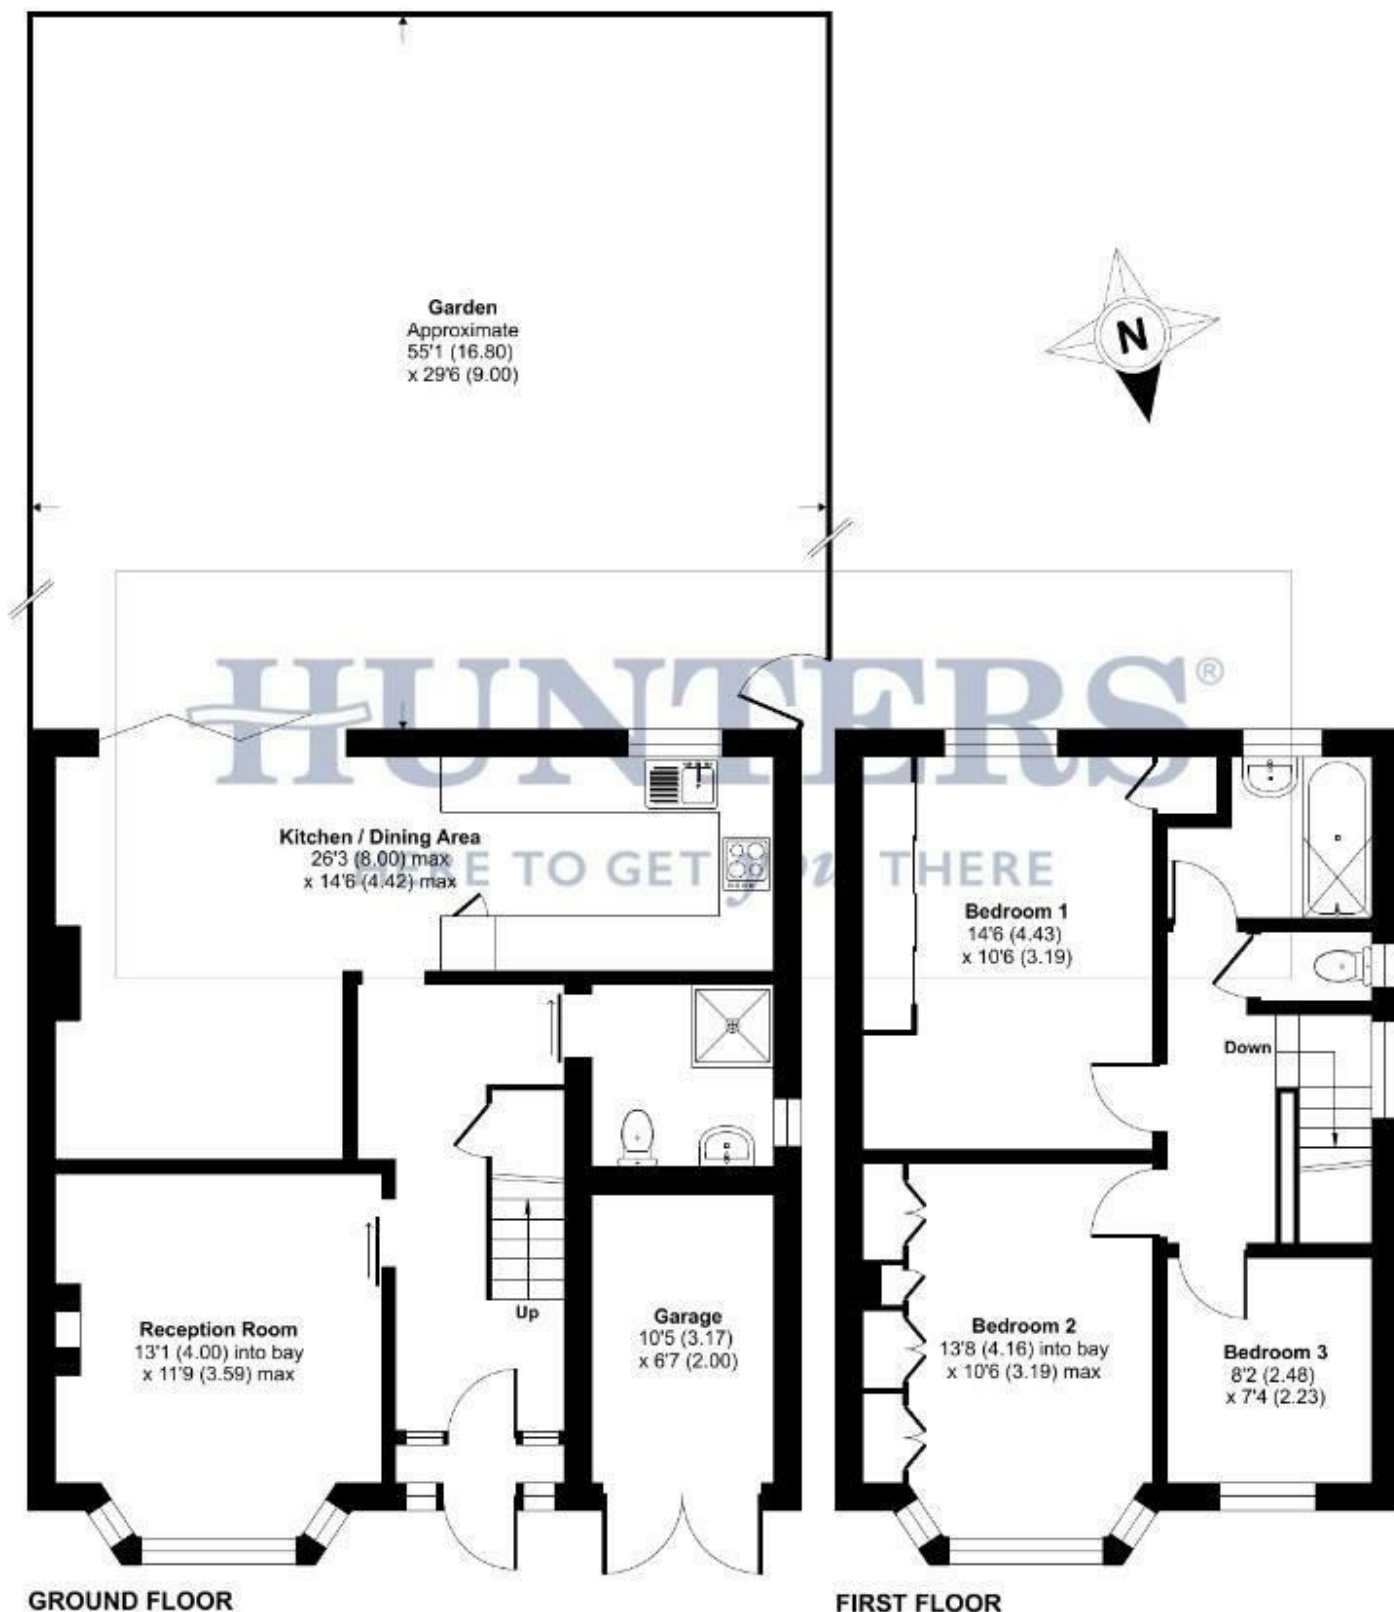 Garden
Approximate
55'1 (16.80)
x 29'6 (9.00)
N
HUNTERS®
HERE TO GET you THERE
Kitchen / Dining Area
26'3 (8.00) max
x 14'6 (4.42) max
Bedroom 1
14'6 (4.43)
x 10'6 (3.19)
Down
Up
Reception Room
13'1 (4.00) into bay
x 11'9 (3.59) max
Garage
10'5 (3.17)
x 6'7 (2.00)
Bedroom 2
13'8 (4.16) into bay
x 10'6 (3.19) max
Bedroom 3
8'2 (2.48)
x 7'4 (2.23)
GROUND FLOOR
FIRST FLOOR